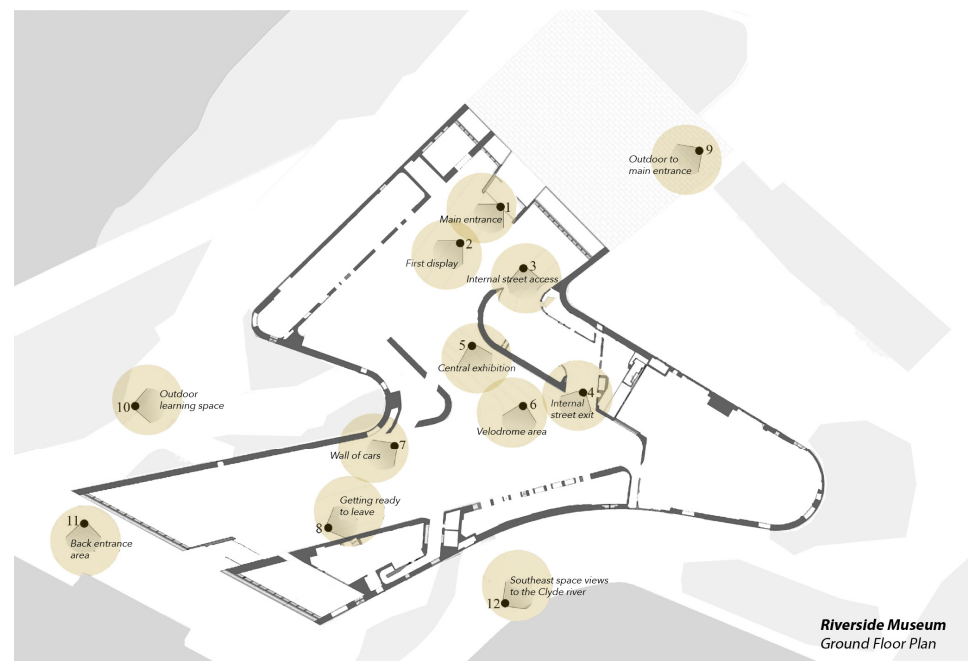 9
Outdoor to
main entrance
1
Main entrance
2
First display
3
Internal street access
5
Central exhibition
4
Internal
street exit
6
Velodrome area
Outdoor
learning space
10
7
Wall of cars
Getting ready
to leave
8
11
Back entrance
area
Southeast space views
to the Clyde river
12
Riverside Museum
Ground Floor Plan